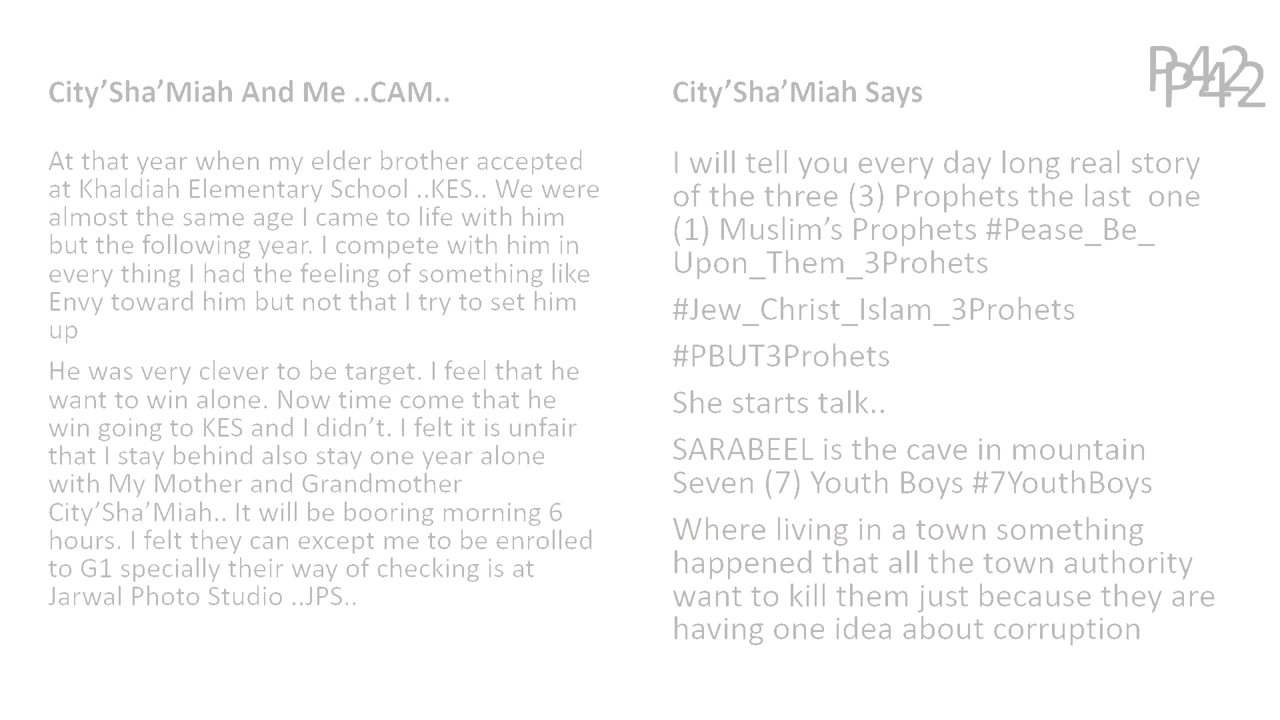 City’Sha’Miah And Me ..CAM..
At that year when my elder brother accepted
at Khaldiah Elementary School ..KES.. We were
almost the same age I came to life with him
but the following year. I compete with him in
every thing I had the feeling of something like
Envy toward him but not that I try to set him
up
He was very clever to be target. I feel that he
want to win alone. Now time come that he
win going to KES and I didn’t. I felt it is unfair
that I stay behind also stay one year alone
with My Mother and Grandmother
City’Sha’Miah.. It will be booring morning 6
hours. I felt they can except me to be enrolled
to G1 specially their way of checking is at
Jarwal Photo Studio ..JPS..
City’Sha’Miah Says
I will tell you every day long real story
of the three (3) Prophets the last  one
(1) Muslim’s Prophets #Pease_Be_
Upon_Them_3Prohets
#Jew_Christ_Islam_3Prohets
#PBUT3Prohets
She starts talk..
SARABEEL is the cave in mountain
Seven (7) Youth Boys #7YouthBoys
Where living in a town something
happened that all the town authority
want to kill them just because they are
having one idea about corruption
P42
P42